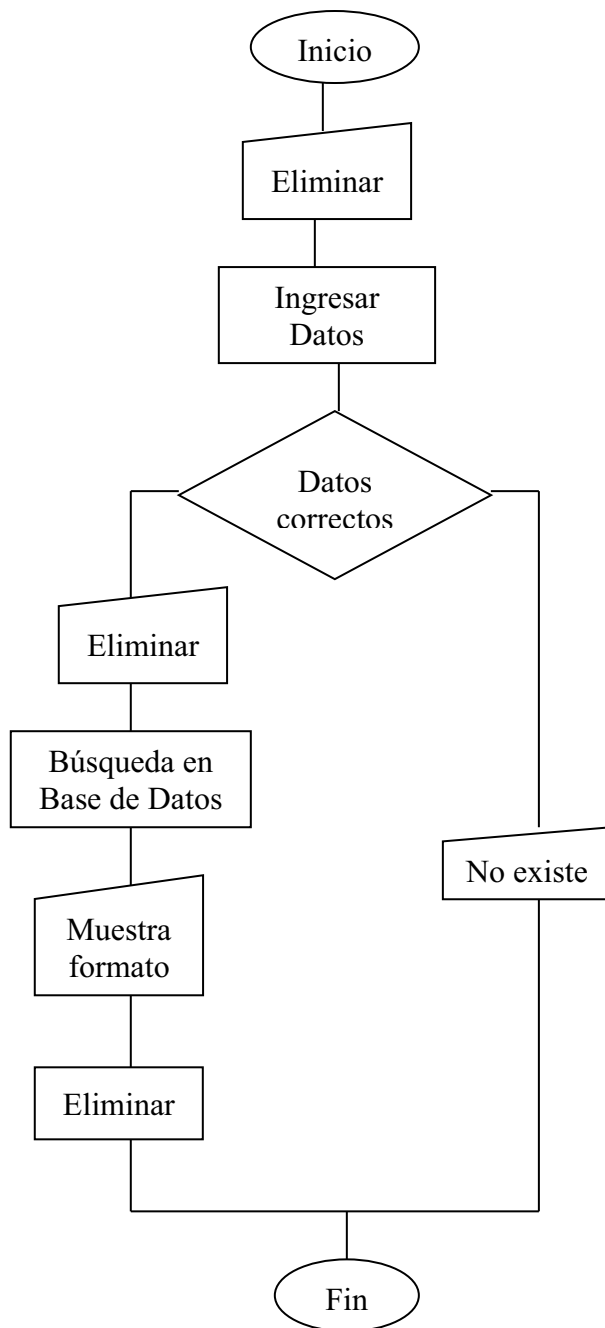 Inicio
Eliminar
Ingresar
Datos
Datos
correctos
Eliminar
Búsqueda en
Base de Datos
No existe
Muestra
formato
Eliminar
Fin